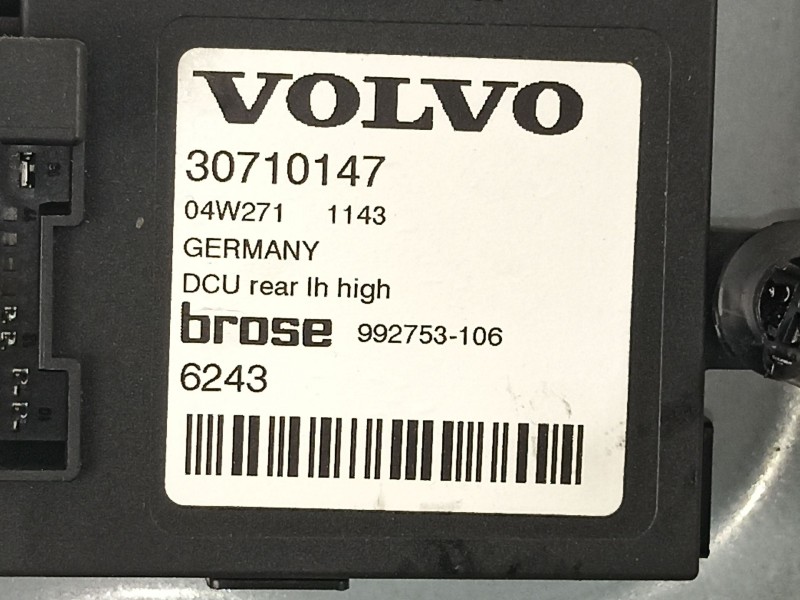 VOLVO
30710147
04W271 1143
GERMANY
DCU rear lh high
brose 992753-106
6243